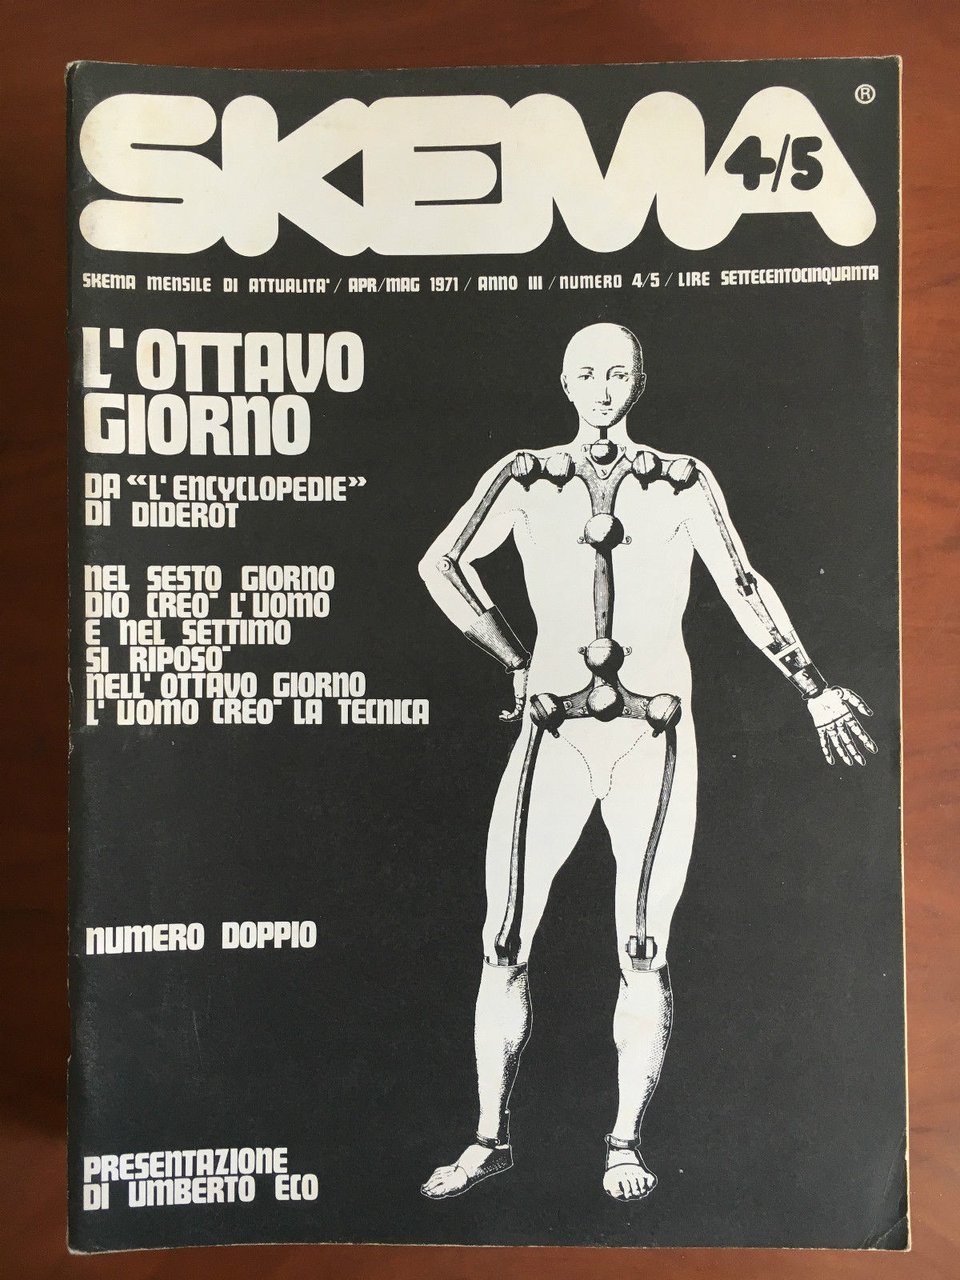 SKEMA
4/5
®
SKEMA MENSILE DI ATTUALITA' / APR/MAG 1971 / ANNO III / NUMERO 4/5 / LIRE SETTECENTOCINQUANTA
L'OTTAVO
GIORNO
DA «L'ENCYCLOPEDIE»
DI DIDEROT
NEL SESTO GIORNO
DIO CREO' L'UOMO
E NEL SETTIMO
SI RIPOSO'
NELL'OTTAVO GIORNO
L'UOMO CREO' LA TECNICA
NUMERO DOPPIO
PRESENTAZIONE
DI UMBERTO ECO